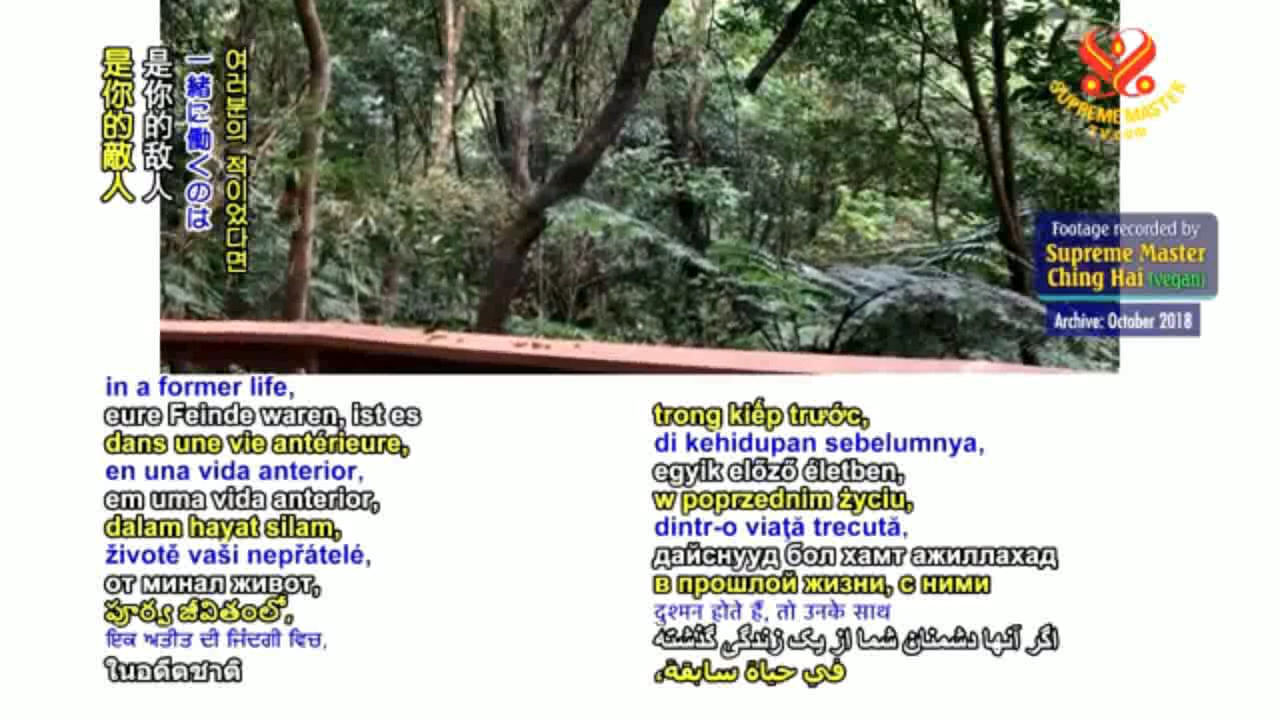 是你的敵人
是你的敌人
一緒に働くのは
여러분의 적이었다면
SUPREME MASTER
TV.com
Footage recorded by
Supreme Master
Ching Hai (vegan)
Archive: October 2018
in a former life,
eure Feinde waren, ist es
dans une vie antérieure,
en una vida anterior,
em uma vida anterior,
dalam hayat silam,
životě vaši nepřátelé,
от минал живот,
పూర్వ జీవితంలో,
ਇਕ ਅਤੀਤ ਦੀ ਜਿੰਦਗੀ ਵਿਚ,
ในอดีตชาติ
trong kiếp trước,
di kehidupan sebelumnya,
egyik előző életben,
w poprzednim życiu,
dintr-o viaţă trecută,
дайснууд бол хамт ажиллахад
в прошлой жизни, с ними
दुश्मन होते हैं, तो उनके साथ
اگر آنها دشمنان شما از یک زندگی گذشته
في حياة سابقة،